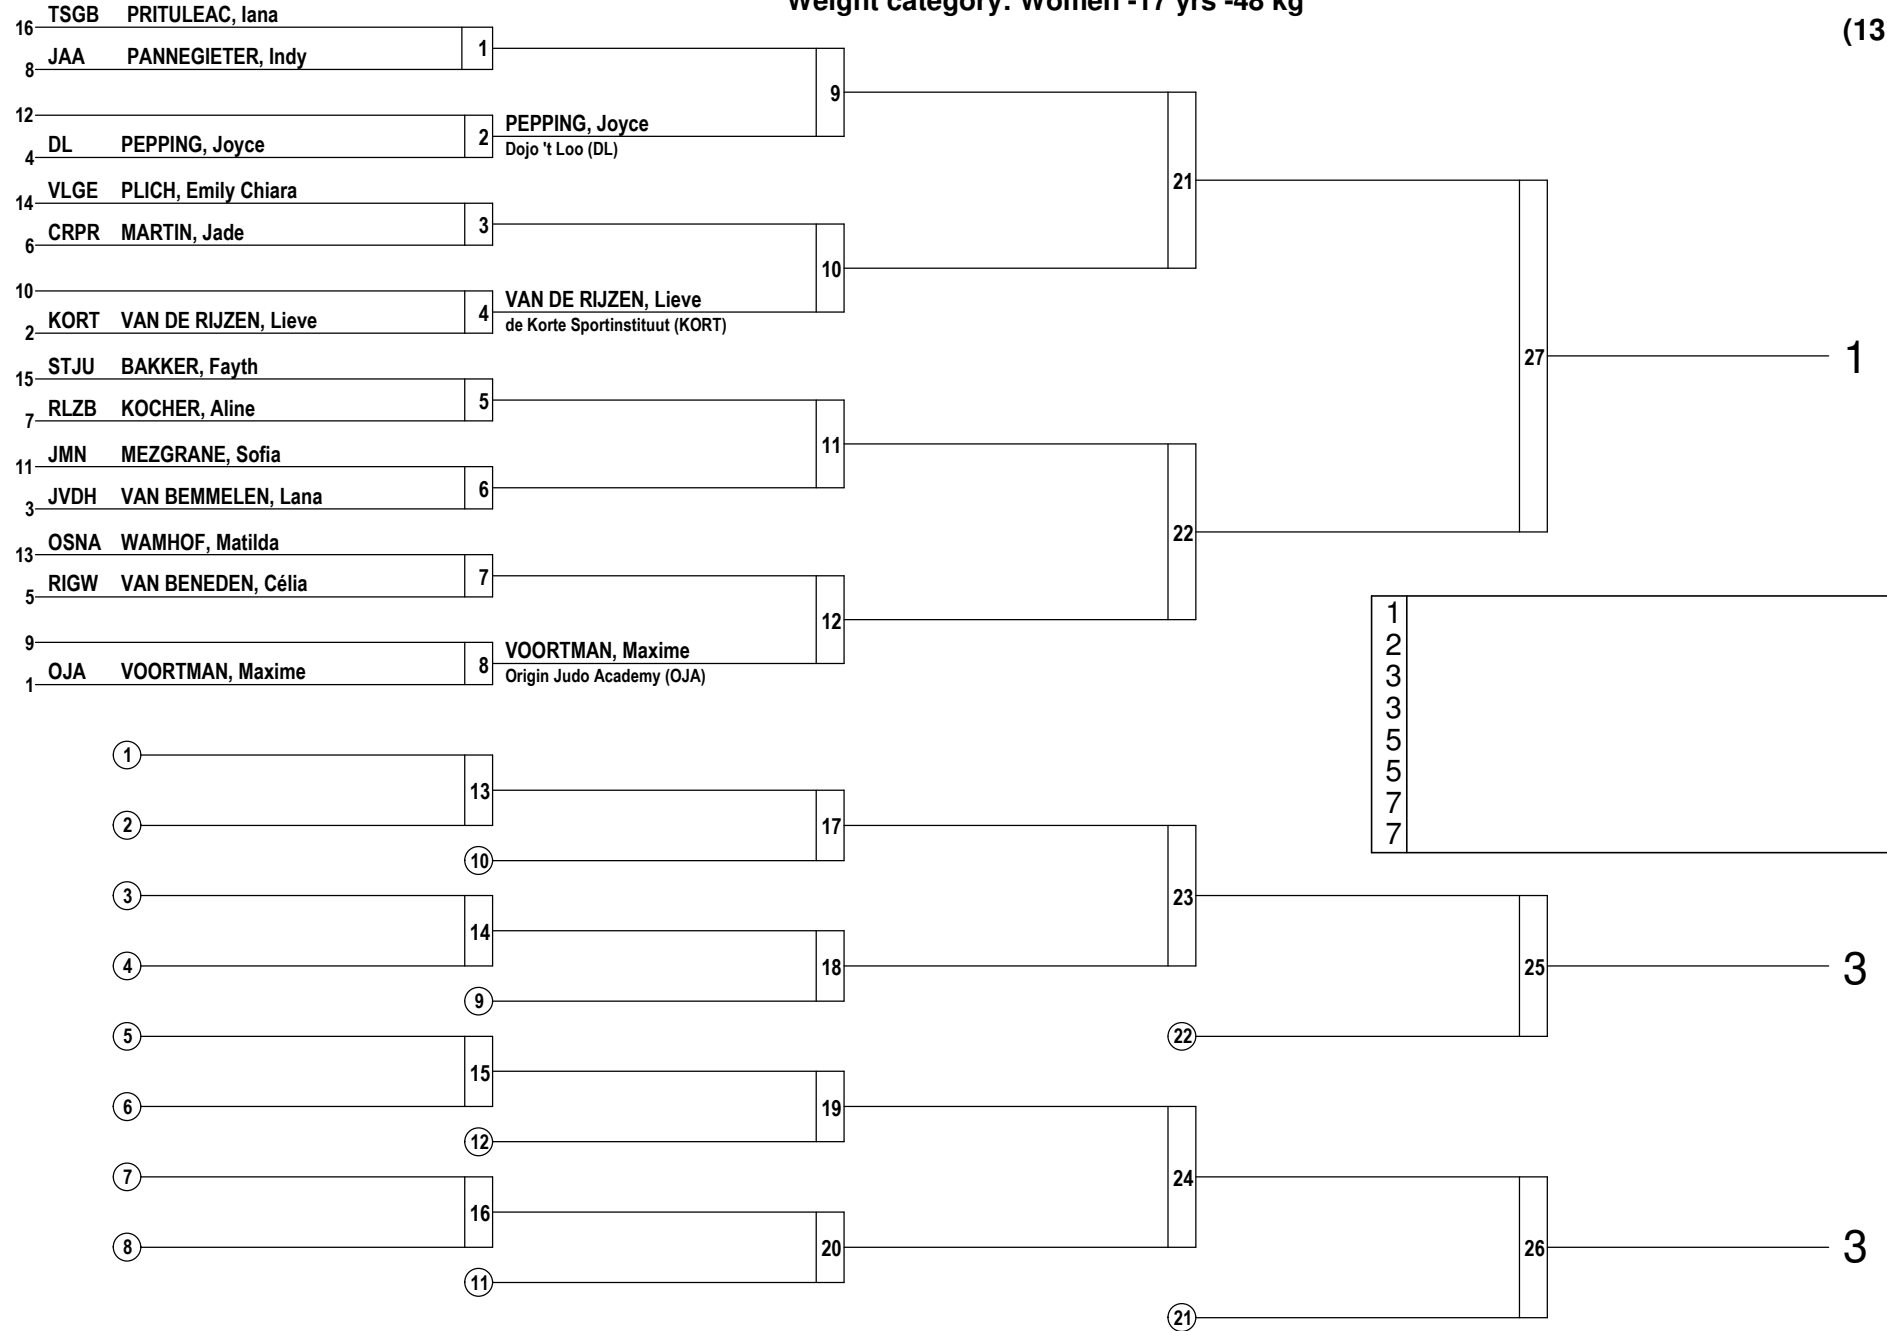 Weight category: Women -17 yrs -48 kg
(13
16 TSGB PRITULEAC, Iana
8 JAA PANNEGIETER, Indy
1
12
4 DL PEPPING, Joyce
2
PEPPING, Joyce
Dojo 't Loo (DL)
9
14 VLGE PLICH, Emily Chiara
6 CRPR MARTIN, Jade
3
10
2 KORT VAN DE RIJZEN, Lieve
4
VAN DE RIJZEN, Lieve
de Korte Sportinstituut (KORT)
10
21
15 STJU BAKKER, Fayth
7 RLZB KOCHER, Aline
5
11 JMN MEZGRANE, Sofia
3 JVDH VAN BEMMELEN, Lana
6
11
13 OSNA WAMHOF, Matilda
5 RIGW VAN BENEDEN, Célia
7
9
1 OJA VOORTMAN, Maxime
8
VOORTMAN, Maxime
Origin Judo Academy (OJA)
12
22
27
1
1
2
3
3
5
5
7
7
1
2
13
10
17
3
4
14
9
18
23
22
25
3
5
6
15
12
19
7
8
16
11
20
24
21
26
3